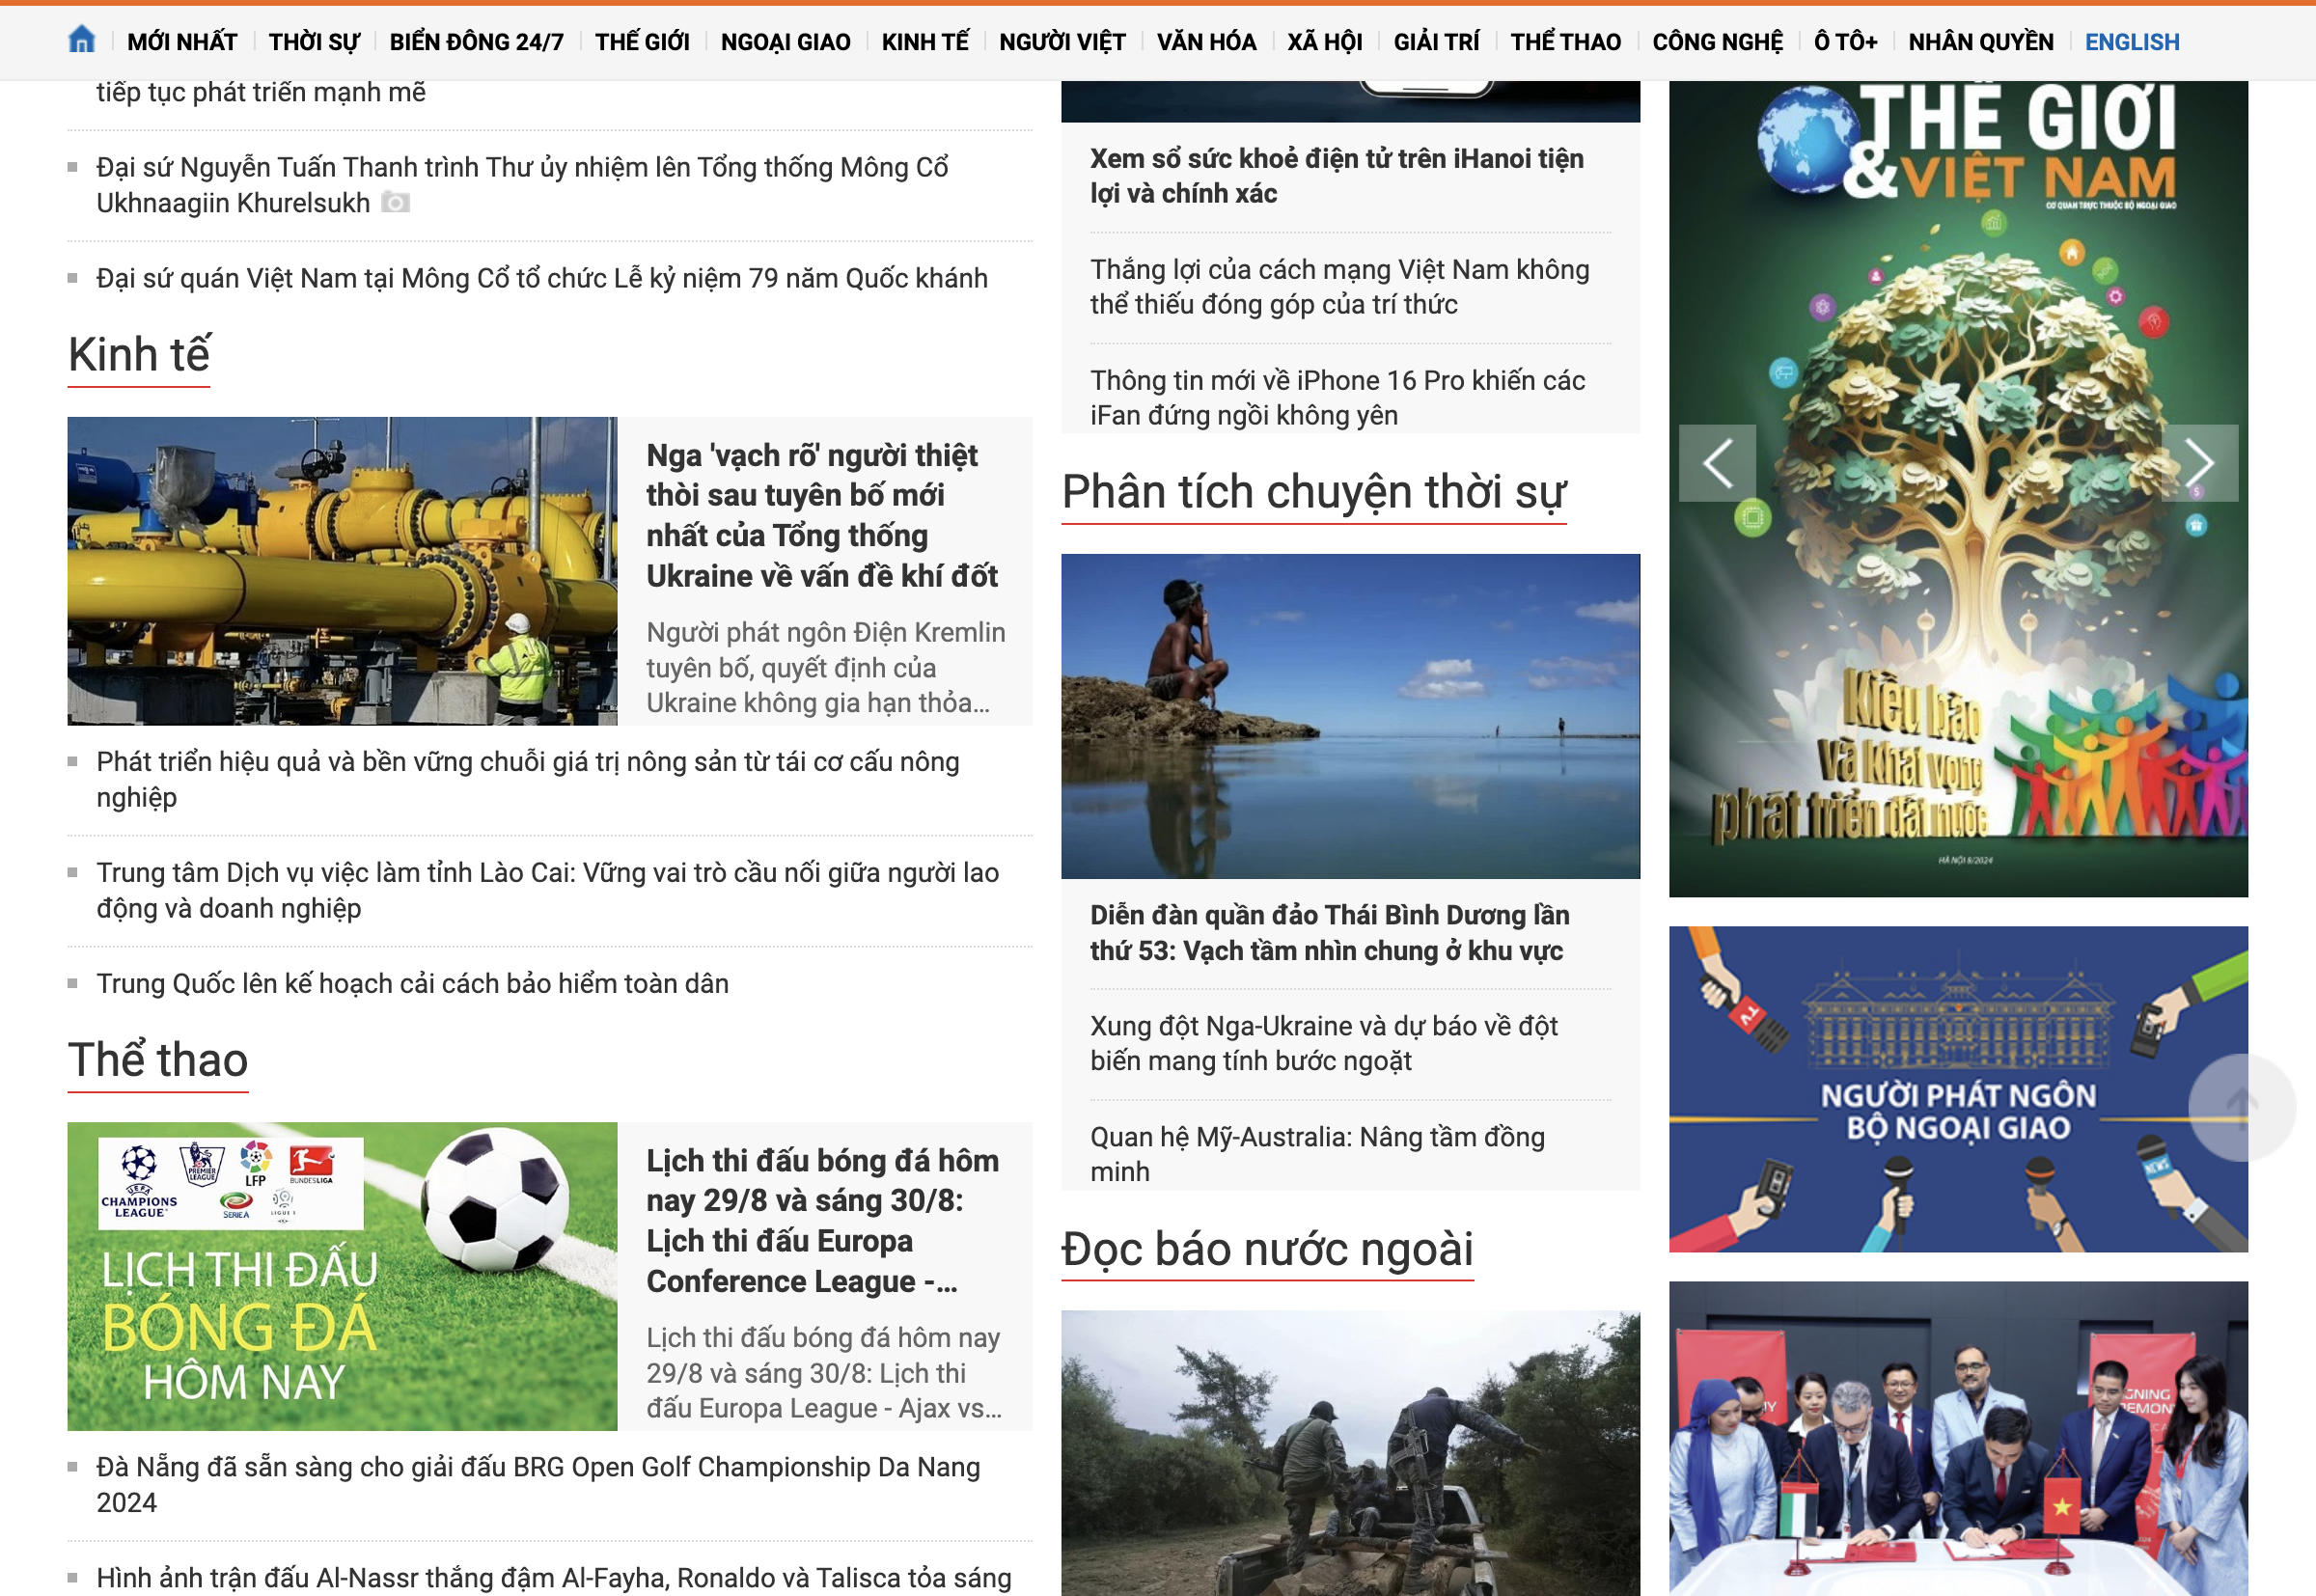 MỚI NHẤT
THỜI SỰ
BIỂN ĐÔNG 24/7
THẾ GIỚI
NGOẠI GIAO
KINH TẾ
NGƯỜI VIỆT
VĂN HÓA
XÃ HỘI
GIẢI TRÍ
THỂ THAO
CÔNG NGHỆ
Ô TÔ+
NHÂN QUYỀN
ENGLISH
tiếp tục phát triển mạnh mẽ
Đại sứ Nguyễn Tuấn Thanh trình Thư ủy nhiệm lên Tổng thống Mông Cổ
Ukhnaagiin Khurelsukh
Đại sứ quán Việt Nam tại Mông Cổ tổ chức Lễ kỷ niệm 79 năm Quốc khánh
Kinh tế
Nga 'vạch rõ' người thiệt
thòi sau tuyên bố mới
nhất của Tổng thống
Ukraine về vấn đề khí đốt
Người phát ngôn Điện Kremlin
tuyên bố, quyết định của
Ukraine không gia hạn thỏa...
Phát triển hiệu quả và bền vững chuỗi giá trị nông sản từ tái cơ cấu nông
nghiệp
Trung tâm Dịch vụ việc làm tỉnh Lào Cai: Vững vai trò cầu nối giữa người lao
động và doanh nghiệp
Trung Quốc lên kế hoạch cải cách bảo hiểm toàn dân
Thể thao
UEFA
CHAMPIONS
LEAGUE
PREMIER
LEAGUE
LFP
BUNDESLIGA
SERIE A
LIGUE 1
LỊCH THI ĐẤU
BÓNG ĐÁ
HÔM NAY
Lịch thi đấu bóng đá hôm
nay 29/8 và sáng 30/8:
Lịch thi đấu Europa
Conference League -...
Lịch thi đấu bóng đá hôm nay
29/8 và sáng 30/8: Lịch thi
đấu Europa League - Ajax vs...
Đà Nẵng đã sẵn sàng cho giải đấu BRG Open Golf Championship Da Nang
2024
Hình ảnh trận đấu Al-Nassr thắng đậm Al-Fayha, Ronaldo và Talisca tỏa sáng
Xem sổ sức khoẻ điện tử trên iHanoi tiện
lợi và chính xác
Thắng lợi của cách mạng Việt Nam không
thể thiếu đóng góp của trí thức
Thông tin mới về iPhone 16 Pro khiến các
iFan đứng ngồi không yên
Phân tích chuyện thời sự
Diễn đàn quần đảo Thái Bình Dương lần
thứ 53: Vạch tầm nhìn chung ở khu vực
Xung đột Nga-Ukraine và dự báo về đột
biến mang tính bước ngoặt
Quan hệ Mỹ-Australia: Nâng tầm đồng
minh
Đọc báo nước ngoài
THẾ GIỚI
&VIỆT NAM
CƠ QUAN TRỰC THUỘC BỘ NGOẠI GIAO
Kiều bào
và khát vọng
phát triển đất nước
HÀ NỘI 8/2024
TV
NGƯỜI PHÁT NGÔN
BỘ NGOẠI GIAO
NEWS